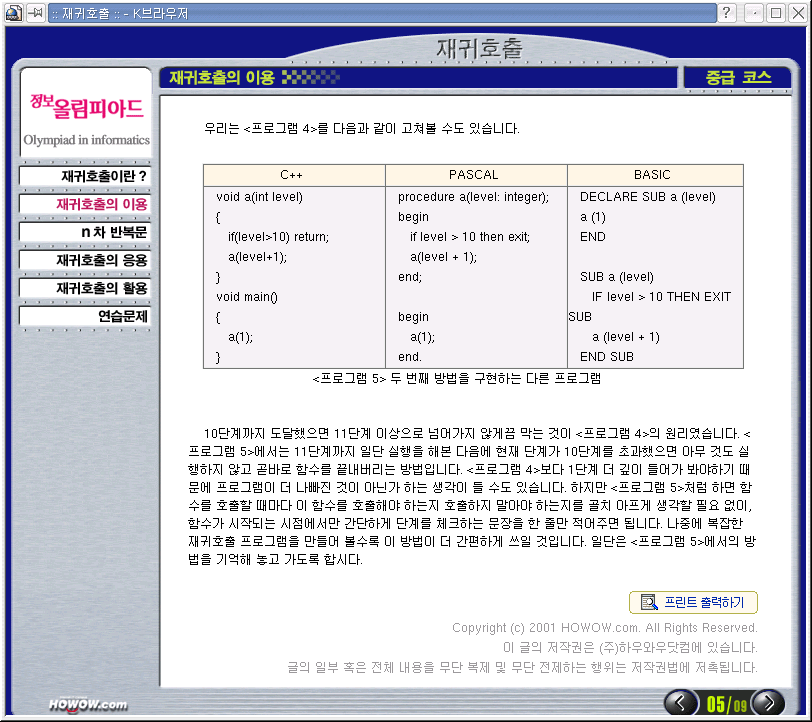 :: 재귀호출 :: - K브라우저
재귀호출
정보올림피아드
Olympiad in informatics
재귀호출이란 ?
재귀호출의 이용
n 차 반복문
재귀호출의 응용
재귀호출의 활용
연습문제
재귀호출의 이용
중급 코스
우리는 <프로그램 4>를 다음과 같이 고쳐볼 수도 있습니다.
C++ PASCAL BASIC
void a(int level) procedure a(level: integer); DECLARE SUB a (level)
{ begin a (1)
if(level>10) return; if level > 10 then exit; END
a(level+1); a(level + 1);
} end; SUB a (level)
void main() IF level > 10 THEN EXIT
{ begin SUB
a(1); a(1); a (level + 1)
} end. END SUB
<프로그램 5> 두 번째 방법을 구현하는 다른 프로그램
10단계까지 도달했으면 11단계 이상으로 넘어가지 않게끔 막는 것이 <프로그램 4>의 원리였습니다. <
프로그램 5>에서는 11단계까지 일단 실행을 해본 다음에 현재 단계가 10단계를 초과했으면 아무 것도 실
행하지 않고 곧바로 함수를 끝내버리는 방법입니다. <프로그램 4>보다 1단계 더 깊이 들어가 봐야하기 때
문에 프로그램이 더 나빠진 것이 아닌가 하는 생각이 들 수도 있습니다. 하지만 <프로그램 5>처럼 하면 함
수를 호출할 때마다 이 함수를 호출해야 하는지 호출하지 말아야 하는지를 골치 아프게 생각할 필요 없이,
함수가 시작되는 시점에서만 간단하게 단계를 체크하는 문장을 한 줄만 적어주면 됩니다. 나중에 복잡한
재귀호출 프로그램을 만들어 볼수록 이 방법이 더 간편하게 쓰일 것입니다. 일단은 <프로그램 5>에서의 방
법을 기억해 놓고 가도록 합시다.
프린트 출력하기
Copyright (c) 2001 HOWOW.com. All Rights Reserved.
이 글의 저작권은 (주)하우와우닷컴에 있습니다.
글의 일부 혹은 전체 내용을 무단 복제 및 무단 전제하는 행위는 저작권법에 저촉됩니다.
HOWOW.com
05/09